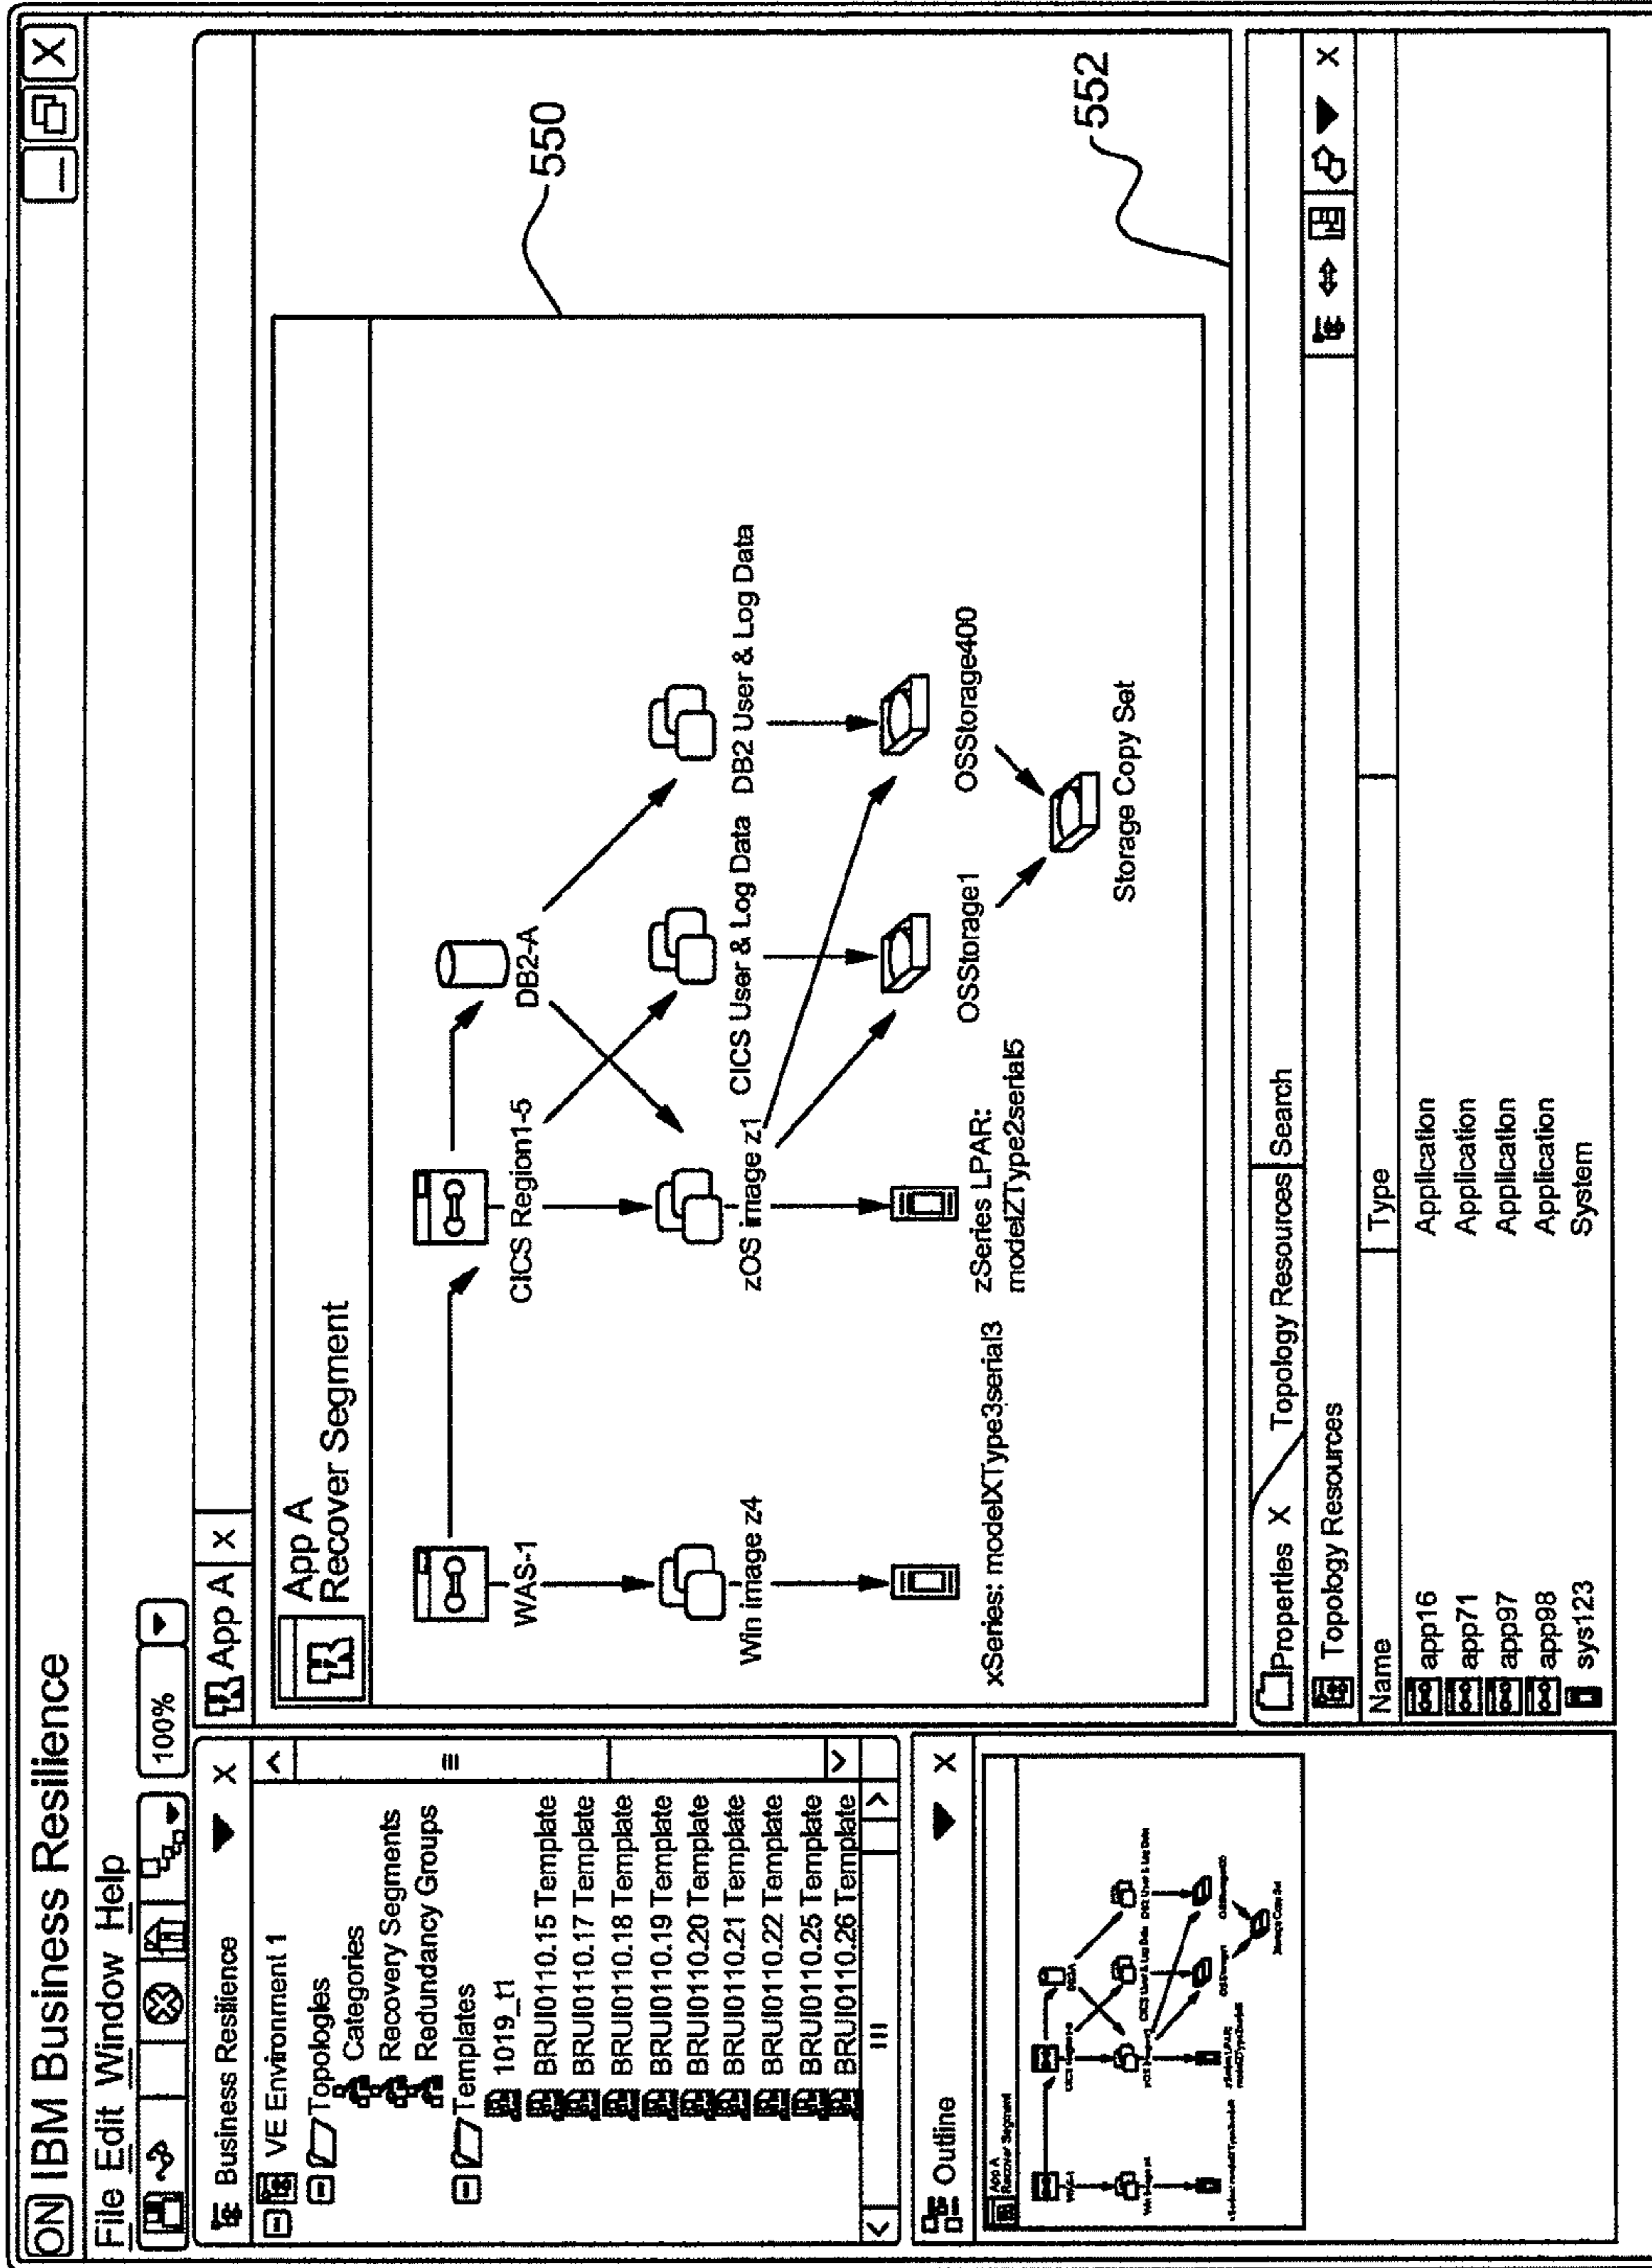 ON IBM Business Resilience
File Edit Window Help
100%
Business Resilience X
VE Environment 1
Topologies
Categories
Recovery Segments
Redundancy Groups
Templates
1019_t1
BRUI0110.15 Template
BRUI0110.17 Template
BRUI0110.18 Template
BRUI0110.19 Template
BRUI0110.20 Template
BRUI0110.21 Template
BRUI0110.22 Template
BRUI0110.25 Template
BRUI0110.26 Template
Outline X
App A
Recover Segment
App A X
App A
Recover Segment
WAS-1
CICS Region1-5
DB2-A
Win image z4
zOS image z1
CICS User & Log Data
DB2 User & Log Data
xSeries: modelXType3serial3
zSeries LPAR:
modelZType2serial5
OSStorage1
OSStorage400
Storage Copy Set
550
552
Properties X Topology Resources Search
Topology Resources X
Name Type
app16 Application
app71 Application
app97 Application
app98 Application
sys123 System